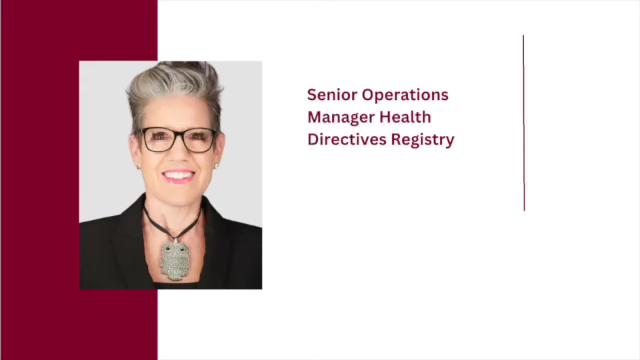 Senior Operations
Manager Health
Directives Registry